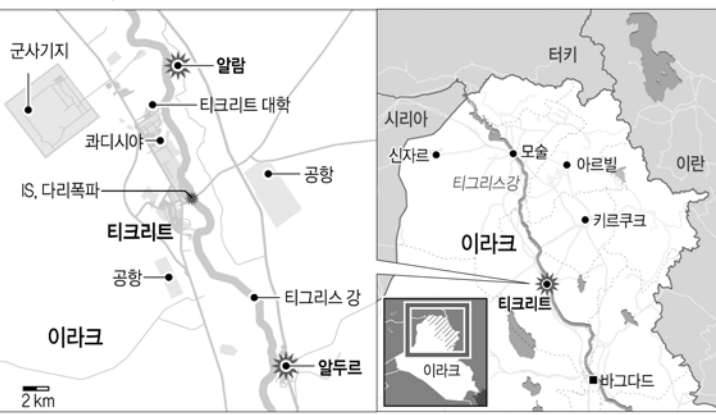 군사기지
알람
티크리트 대학
콰디시야
IS, 다리폭파
공항
티크리트
공항
티그리스 강
이라크
알두르
2 km
터키
시리아
신자르
모술
아르빌
이란
티그리스강
키르쿠크
이라크
티크리트
이라크
바그다드